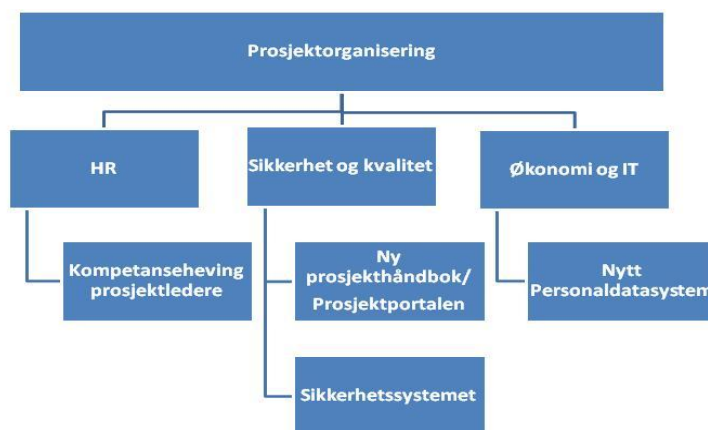 Prosjektorganisering
HR
Sikkerhet og kvalitet
Økonomi og IT
Kompetanseheving
prosjektledere
Ny
prosjekthåndbok/
Prosjektportalen
Nytt
Personaldatasystem
Sikkerhetssystemet